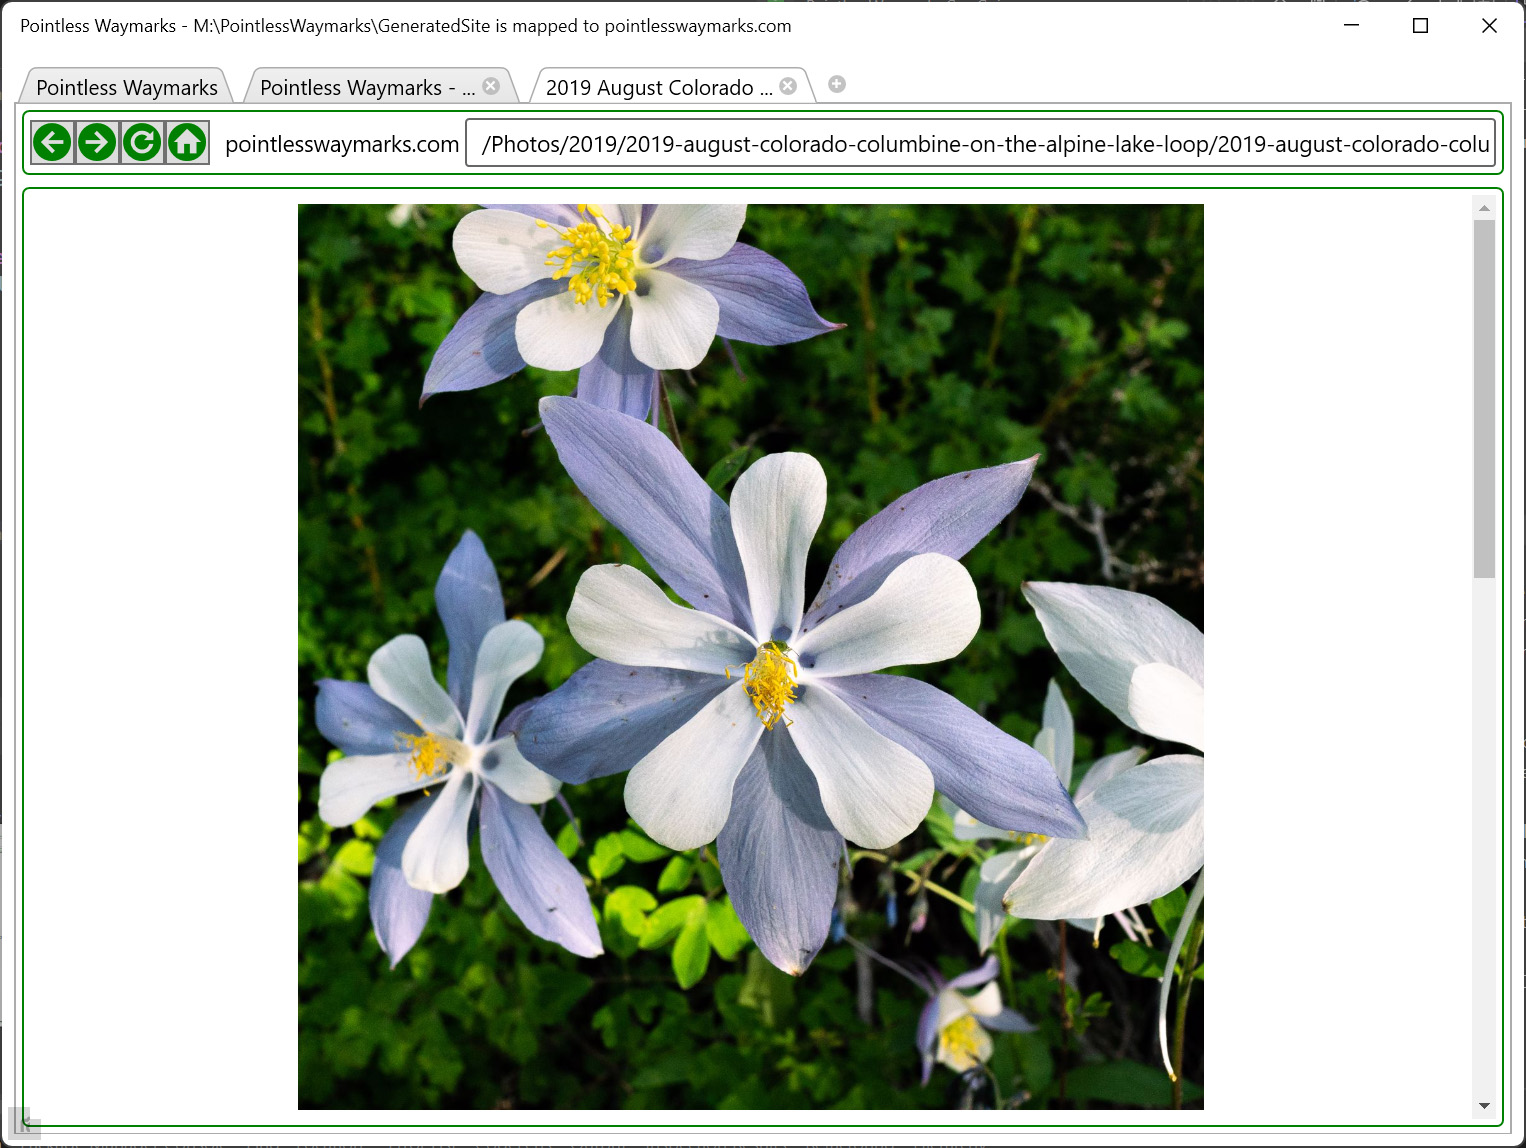 Pointless Waymarks - M:\PointlessWaymarks\GeneratedSite is mapped to pointlesswaymarks.com
Pointless Waymarks
Pointless Waymarks - ...
2019 August Colorado ...
pointlesswaymarks.com
/Photos/2019/2019-august-colorado-columbine-on-the-alpine-lake-loop/2019-august-colorado-colu